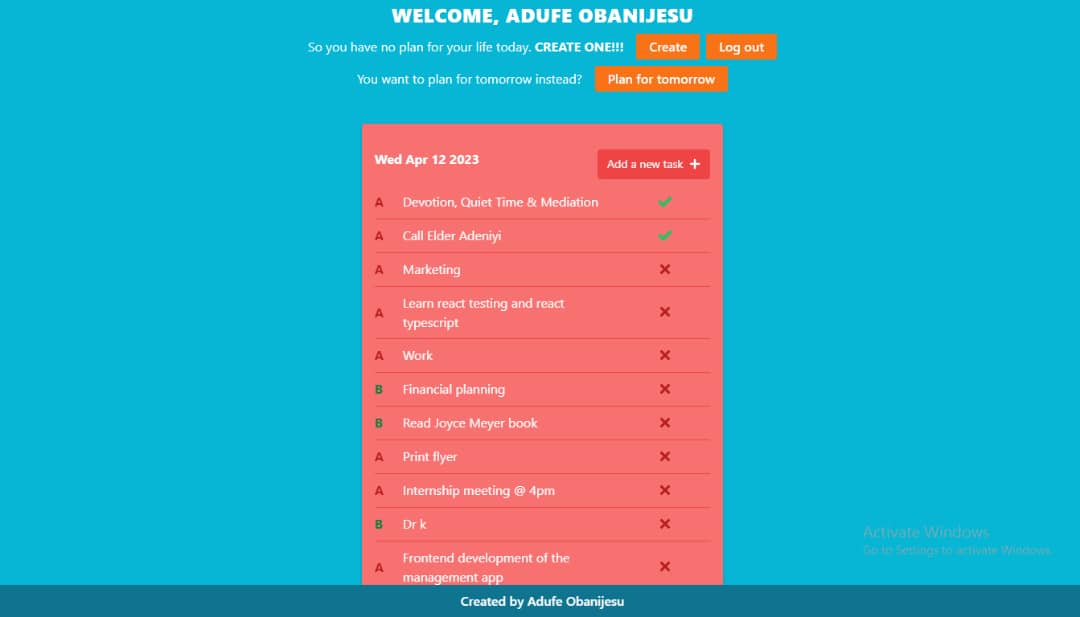 WELCOME, ADUFE OBANIJESU
So you have no plan for your life today. CREATE ONE!!! Create Log out
You want to plan for tomorrow instead? Plan for tomorrow
Wed Apr 12 2023 Add a new task +
A Devotion, Quiet Time & Mediation
A Call Elder Adeniyi
A Marketing
A Learn react testing and react
typescript
A Work
B Financial planning
B Read Joyce Meyer book
A Print flyer
A Internship meeting @ 4pm
B Dr k
A Frontend development of the
management app
Activate Windows
Go to Settings to activate Windows.
Created by Adufe Obanijesu